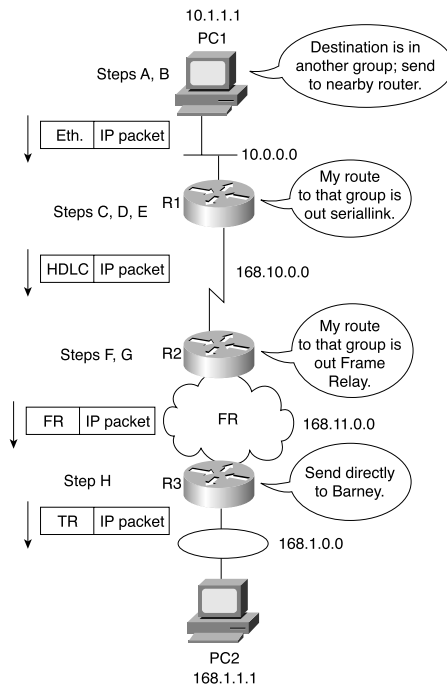 10.1.1.1
PC1
Steps A, B
Destination is in
another group; send
to nearby router.
Eth. IP packet
10.0.0.0
R1
My route
to that group is
out seriallink.
Steps C, D, E
HDLC IP packet
168.10.0.0
Steps F, G
R2
My route
to that group is
out Frame
Relay.
FR IP packet
FR
168.11.0.0
Step H
R3
Send directly
to Barney.
TR IP packet
168.1.0.0
PC2
168.1.1.1